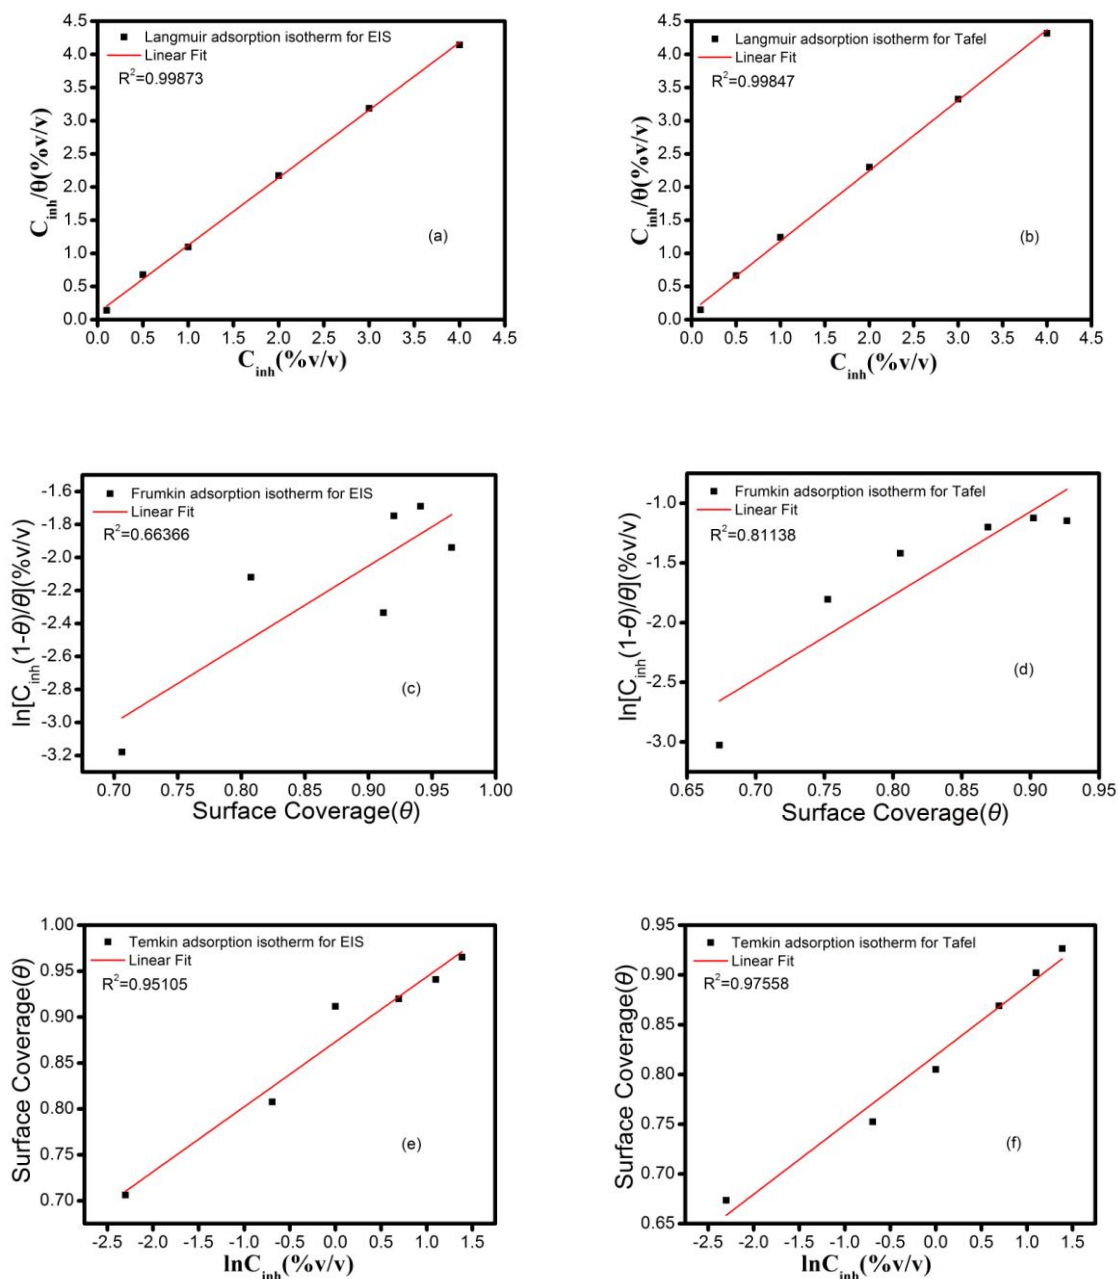 4.5
4.0
3.5
3.0
2.5
2.0
1.5
1.0
0.5
0.0
C_inh/θ(%v/v)
Langmuir adsorption isotherm for EIS
Linear Fit
R²=0.99873
(a)
0.0 0.5 1.0 1.5 2.0 2.5 3.0 3.5 4.0 4.5
C_inh(%v/v)
4.5
4.0
3.5
3.0
2.5
2.0
1.5
1.0
0.5
0.0
C_inh/θ(%v/v)
Langmuir adsorption isotherm for Tafel
Linear Fit
R²=0.99847
(b)
0.0 0.5 1.0 1.5 2.0 2.5 3.0 3.5 4.0 4.5
C_inh(%v/v)
-1.6
-1.8
-2.0
-2.2
-2.4
-2.6
-2.8
-3.0
-3.2
ln[C_inh(1-θ)/θ](%v/v)
Frumkin adsorption isotherm for EIS
Linear Fit
R²=0.66366
(c)
0.70 0.75 0.80 0.85 0.90 0.95 1.00
Surface Coverage(θ)
-1.0
-1.5
-2.0
-2.5
-3.0
ln[C_inh(1-θ)/θ](%v/v)
Frumkin adsorption isotherm for Tafel
Linear Fit
R²=0.81138
(d)
0.65 0.70 0.75 0.80 0.85 0.90 0.95
Surface Coverage(θ)
1.00
0.95
0.90
0.85
0.80
0.75
0.70
Surface Coverage(θ)
Temkin adsorption isotherm for EIS
Linear Fit
R²=0.95105
(e)
-2.5 -2.0 -1.5 -1.0 -0.5 0.0 0.5 1.0 1.5
lnC_inh(%v/v)
0.95
0.90
0.85
0.80
0.75
0.70
0.65
Surface Coverage(θ)
Temkin adsorption isotherm for Tafel
Linear Fit
R²=0.97558
(f)
-2.5 -2.0 -1.5 -1.0 -0.5 0.0 0.5 1.0 1.5
lnC_inh(%v/v)